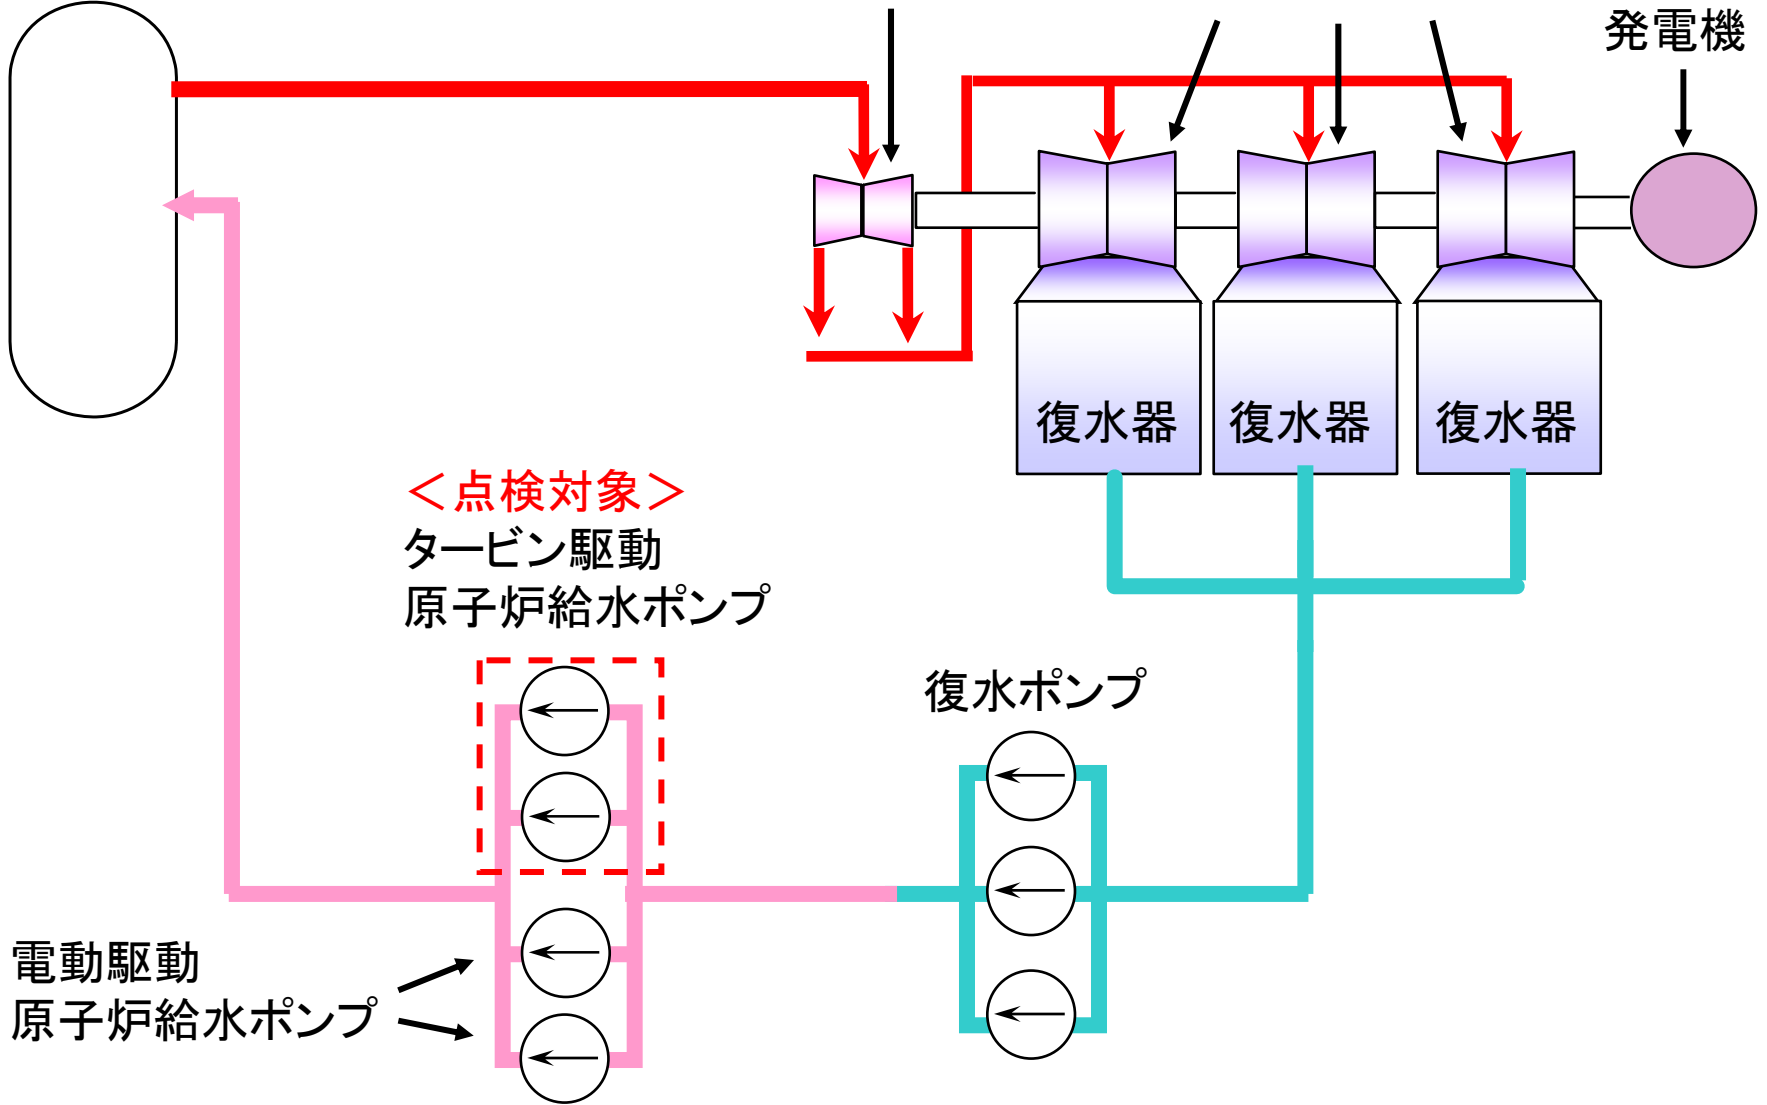 発電機
復水器
復水器
復水器
＜点検対象＞
タービン駆動
原子炉給水ポンプ
復水ポンプ
電動駆動
原子炉給水ポンプ